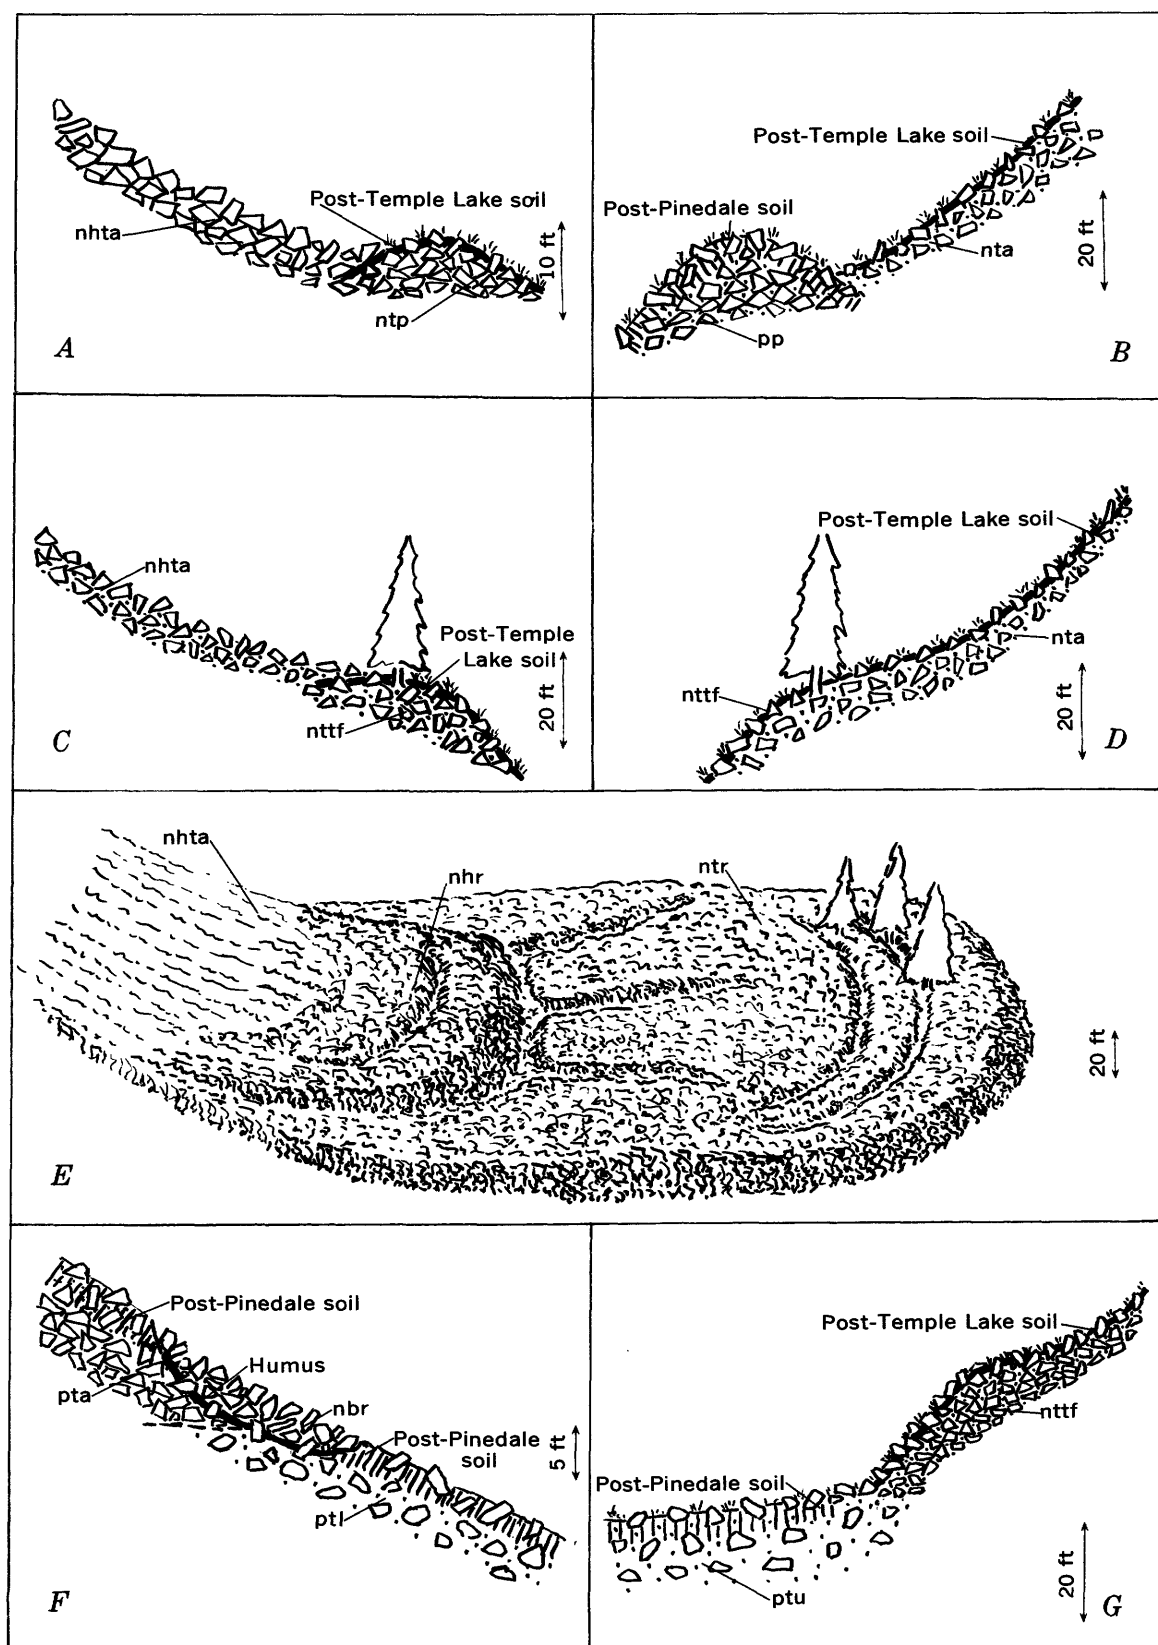 Post-Temple Lake soil
nhta
10 ft
ntp
A
Post-Temple Lake soil
Post-Pinedale soil
nta
20 ft
pp
B
nhta
Post-Temple
Lake soil
nttf
20 ft
C
Post-Temple Lake soil
nta
nttf
20 ft
D
nhta
nhr
ntr
20 ft
E
Post-Pinedale soil
Humus
pta
nbr
Post-Pinedale
soil
5 ft
ptl
F
Post-Temple Lake soil
nttf
Post-Pinedale soil
20 ft
ptu
G